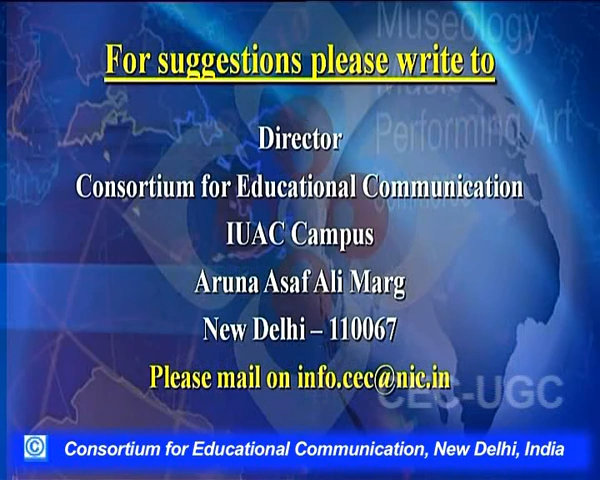 Museology
Music
Performing Art
For suggestions please write to
Director
Consortium for Educational Communication
IUAC Campus
Aruna Asaf Ali Marg
New Delhi – 110067
Please mail on info.cec@nic.in
CEC-UGC
© Consortium for Educational Communication, New Delhi, India